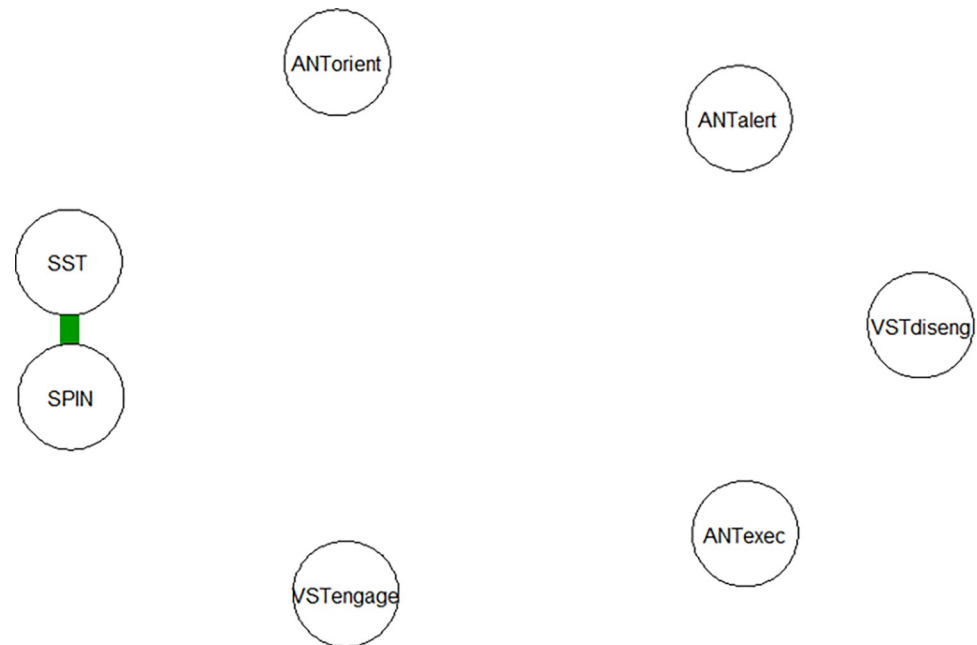 ANTorient
ANTalert
SST
VSTdiseng
SPIN
ANTexec
VSTengage